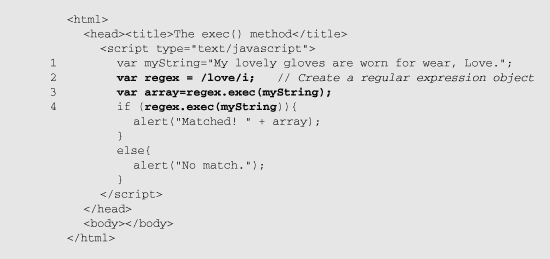 <html>
<head><title>The exec() method</title>
<script type="text/javascript">
1 var myString="My lovely gloves are worn for wear, Love.";
2 var regex = /love/i; // Create a regular expression object
3 var array=regex.exec(myString);
4 if (regex.exec(myString)){
alert("Matched! " + array);
}
else{
alert("No match.");
}
</script>
</head>
<body></body>
</html>